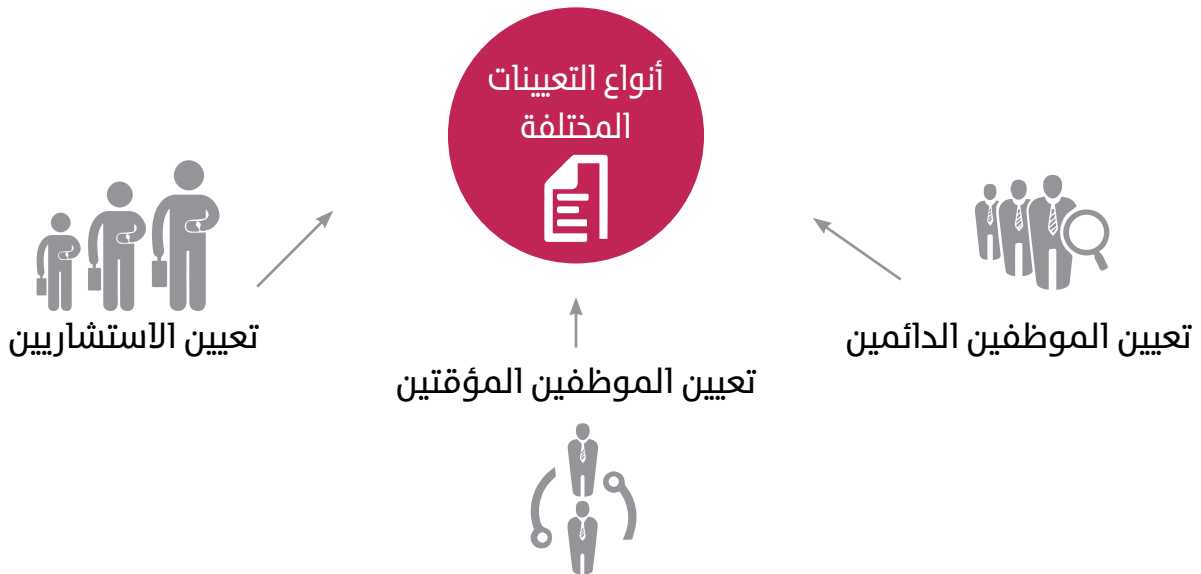 أنواع التعيينات
المختلفة
تعيين الموظفين الدائمين
تعيين الموظفين المؤقتين
تعيين الاستشاريين